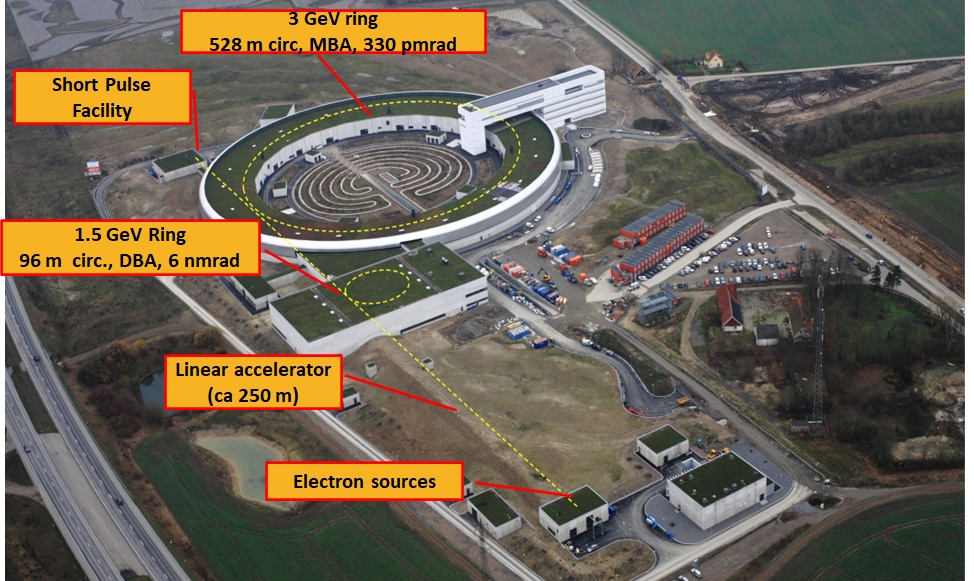 3 GeV ring
528 m circ, MBA, 330 pmrad
Short Pulse
Facility
1.5 GeV Ring
96 m circ., DBA, 6 nmrad
Linear accelerator
(ca 250 m)
Electron sources